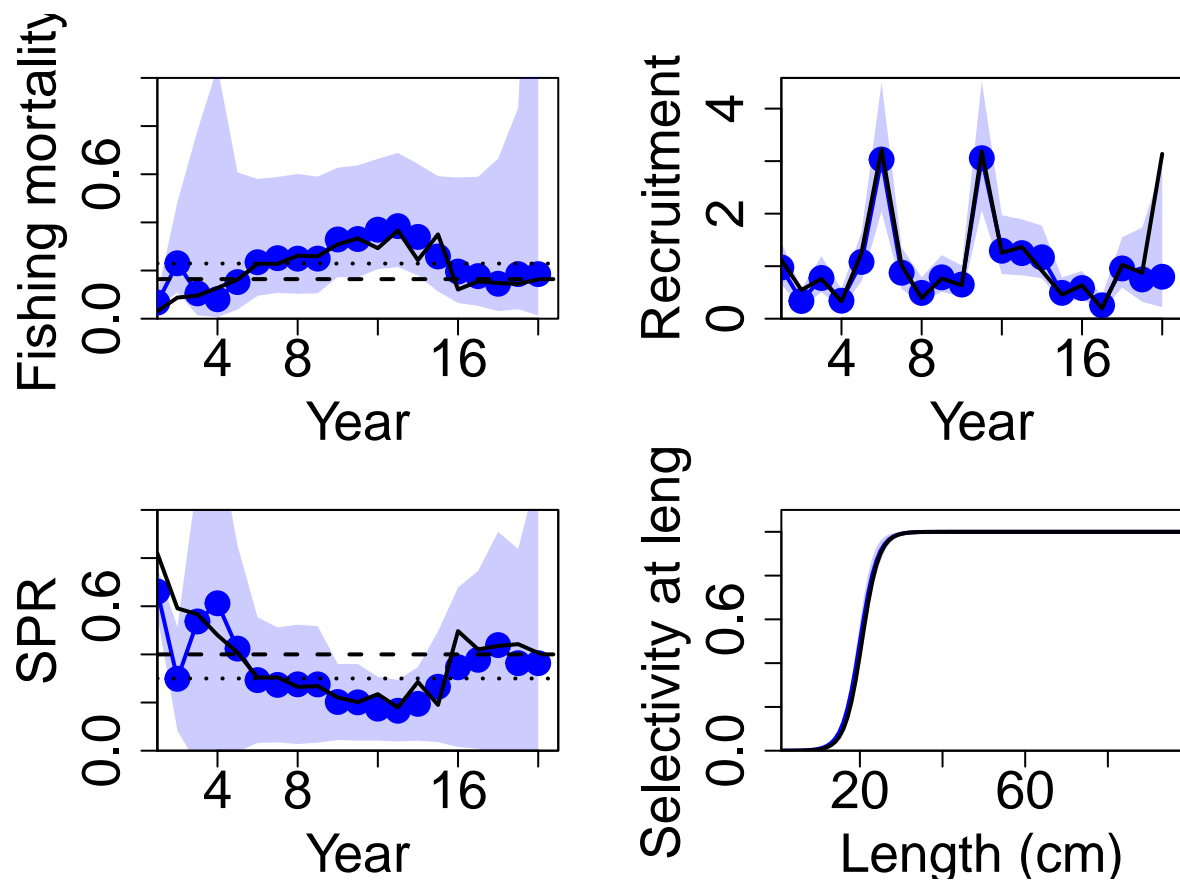 Fishing mortality
0.0 0.6
4 8 16
Year
Recruitment
0 2 4
4 8 16
Year
SPR
0.0 0.6
4 8 16
Year
Selectivity at leng
0.0 0.6
20 60
Length (cm)